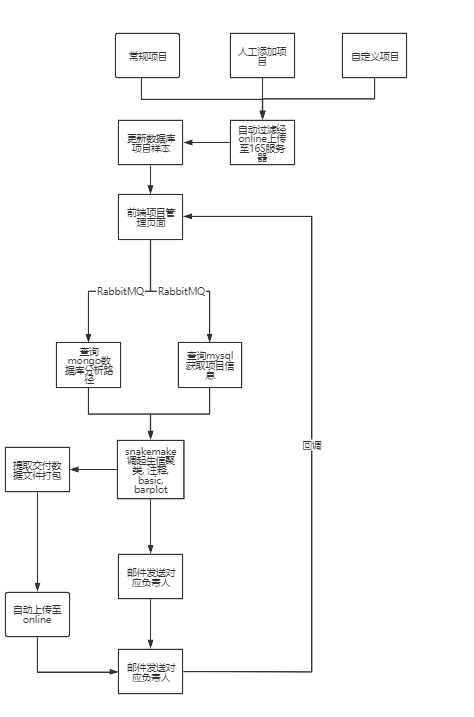 常规项目
人工添加项
目
自定义项目
更新数据库
项目样本
自动过滤经
online上传
至16S服务
器
前端项目管
理页面
RabbitMQ
RabbitMQ
查询
mongo数
据库分析路
径
查询mysql
获取项目信
息
回调
snakemake
调起生信聚
类, 注释,
basic,
barplot
提取交付数
据文件打包
邮件发送对
应负责人
自动上传至
online
邮件发送对
应负责人